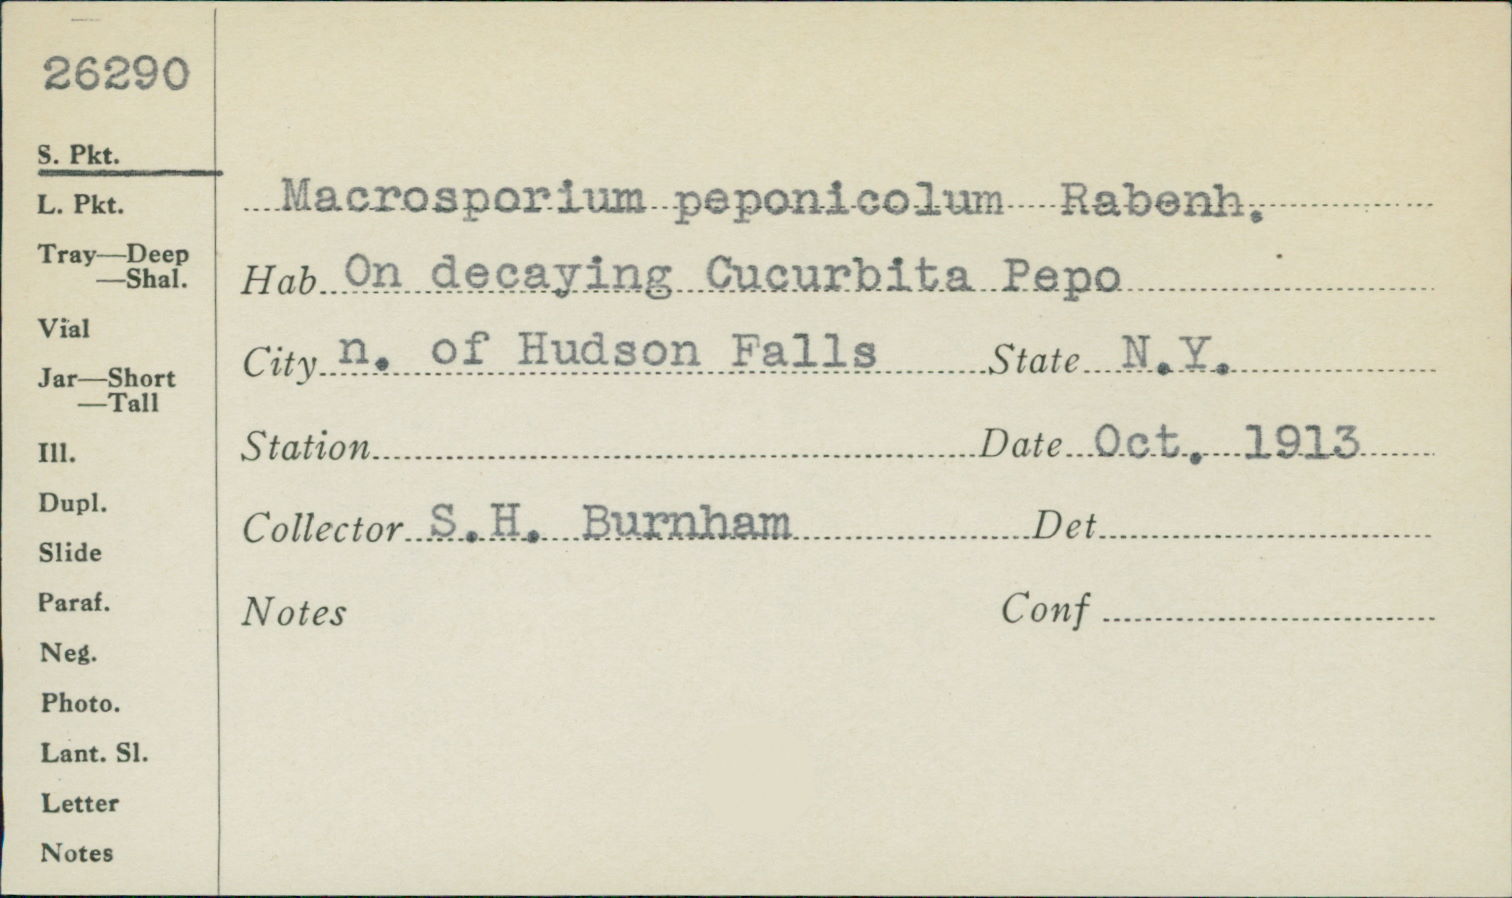 26290
S. Pkt.
L. Pkt.
Tray—Deep
—Shal.
Vial
Jar—Short
—Tall
Ill.
Dupl.
Slide
Paraf.
Neg.
Photo.
Lant. Sl.
Letter
Notes
Macrosporium peponicolum Rabenh.
Hab. On decaying Cucurbita Pepo
City n. of Hudson Falls State N.Y.
Station Date Oct. 1913
Collector S.H. Burnham Det
Notes Conf